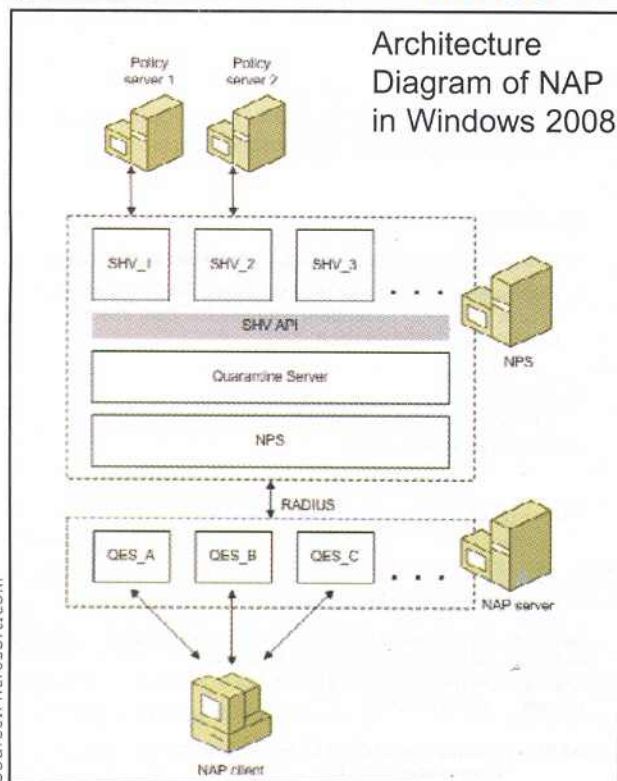 Architecture
Diagram of NAP
in Windows 2008
Policy
server 1
Policy
server 2
SHV_1
SHV_2
SHV_3
. . .
SHV API
Quarantine Server
NPS
NPS
RADIUS
QES_A
QES_B
QES_C
. . .
NAP server
NAP client